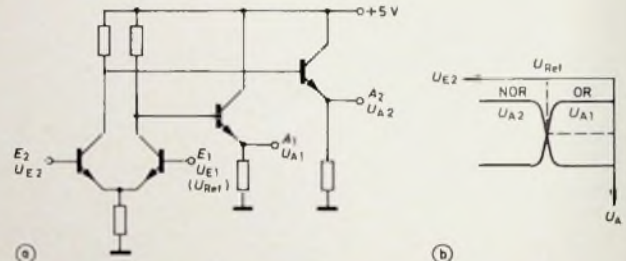 +5 V
A2
UA2
E2
UE2
E1
UE1
(URef)
A1
UA1
a
URef
UE2
NOR
OR
UA2
UA1
UA
b